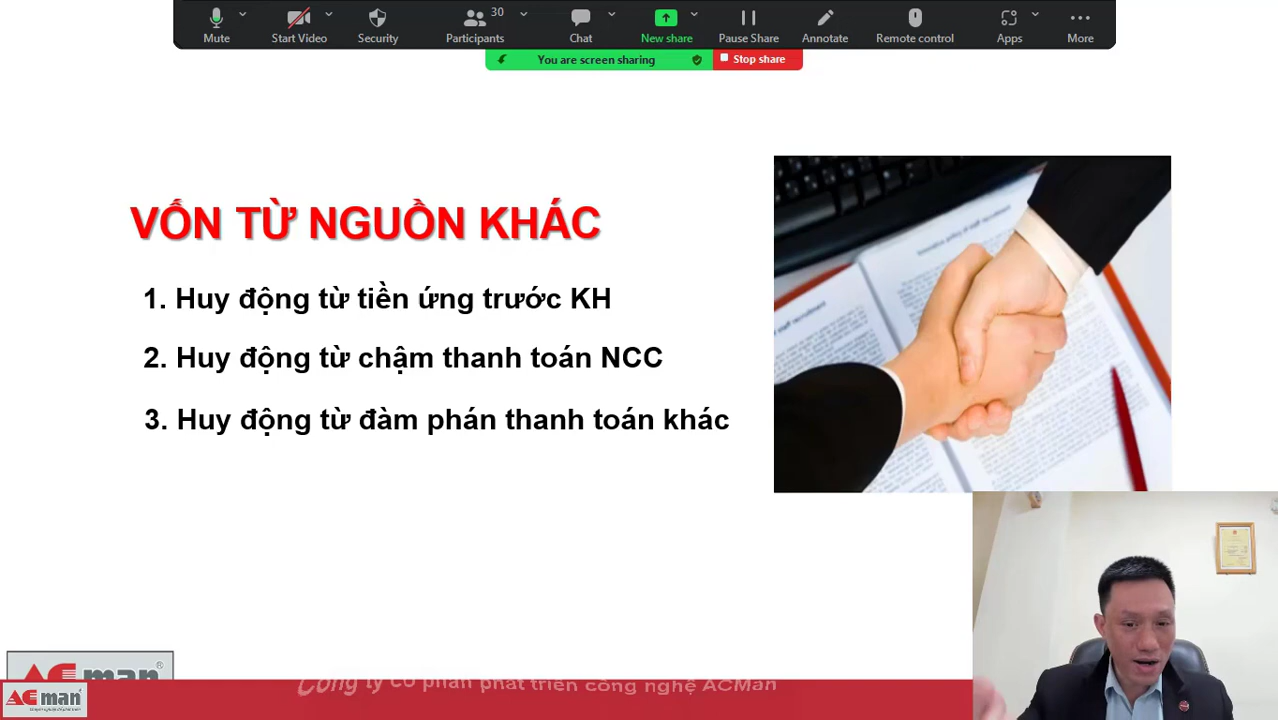 Mute
Start Video
Security
Participants
30
Chat
New share
Pause Share
Annotate
Remote control
Apps
More
You are screen sharing
Stop share
VỐN TỪ NGUỒN KHÁC
1. Huy động từ tiền ứng trước KH
2. Huy động từ chậm thanh toán NCC
3. Huy động từ đàm phán thanh toán khác
ACman®
ACman
Công ty cổ phần phát triển công nghệ ACMan